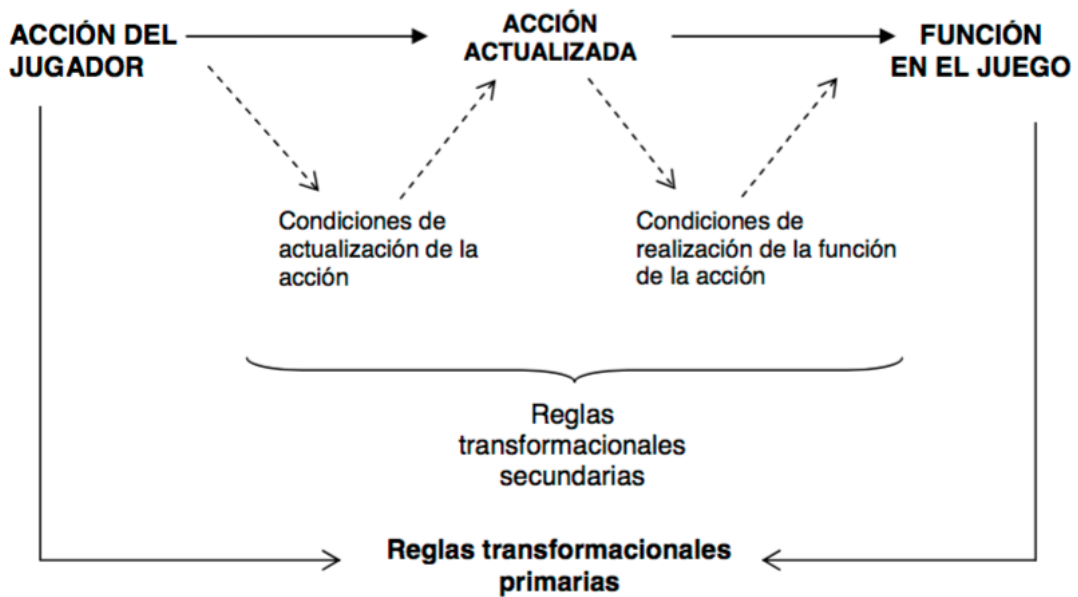 ACCIÓN DEL
JUGADOR
ACCIÓN
ACTUALIZADA
FUNCIÓN
EN EL JUEGO
Condiciones de
actualización de la
acción
Condiciones de
realización de la función
de la acción
Reglas
transformacionales
secundarias
Reglas transformacionales
primarias